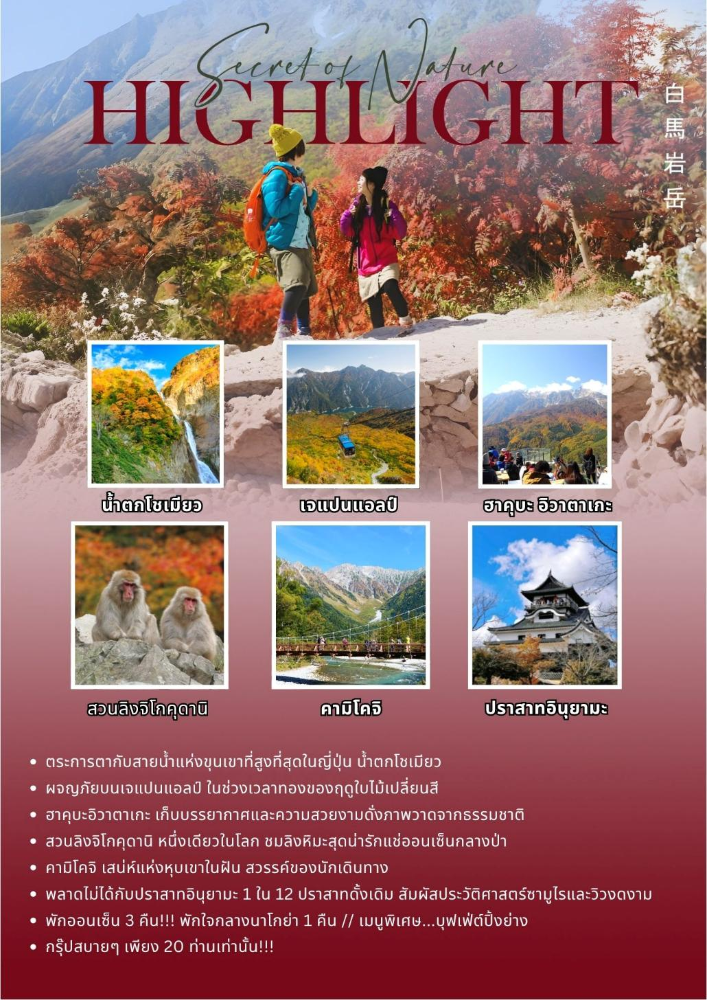 Secret of Nature
HIGHLIGHT
白馬岩岳
น้ำตกโชเมียว
เจแปนแอลป์
ฮาคุบะ อิวาตาเกะ
สวนลิงจิโกคุดานิ
คามิโคจิ
ปราสาทอินุยามะ
• ตระการตากับสายน้ำแห่งขุนเขาที่สูงที่สุดในญี่ปุ่น น้ำตกโชเมียว
• ผจญภัยบนเจแปนแอลป์ ในช่วงเวลาทองของฤดูใบไม้เปลี่ยนสี
• ฮาคุบะอิวาตาเกะ เก็บบรรยากาศและความสวยงามดั่งภาพวาดจากธรรมชาติ
• สวนลิงจิโกคุดานิ หนึ่งเดียวในโลก ชมลิงหิมะสุดน่ารักแช่ออนเซ็นกลางป่า
• คามิโคจิ เสน่ห์แห่งหุบเขาในฝัน สวรรค์ของนักเดินทาง
• พลาดไม่ได้กับปราสาทอินุยามะ 1 ใน 12 ปราสาทดั้งเดิม สัมผัสประวัติศาสตร์ซามูไรและวิวงดงาม
• พักออนเซ็น 3 คืน!!! พักใจกลางนาโกย่า 1 คืน // เมนูพิเศษ...บุฟเฟ่ต์ปิ้งย่าง
• กรุ๊ปสบายๆ เพียง 20 ท่านเท่านั้น!!!